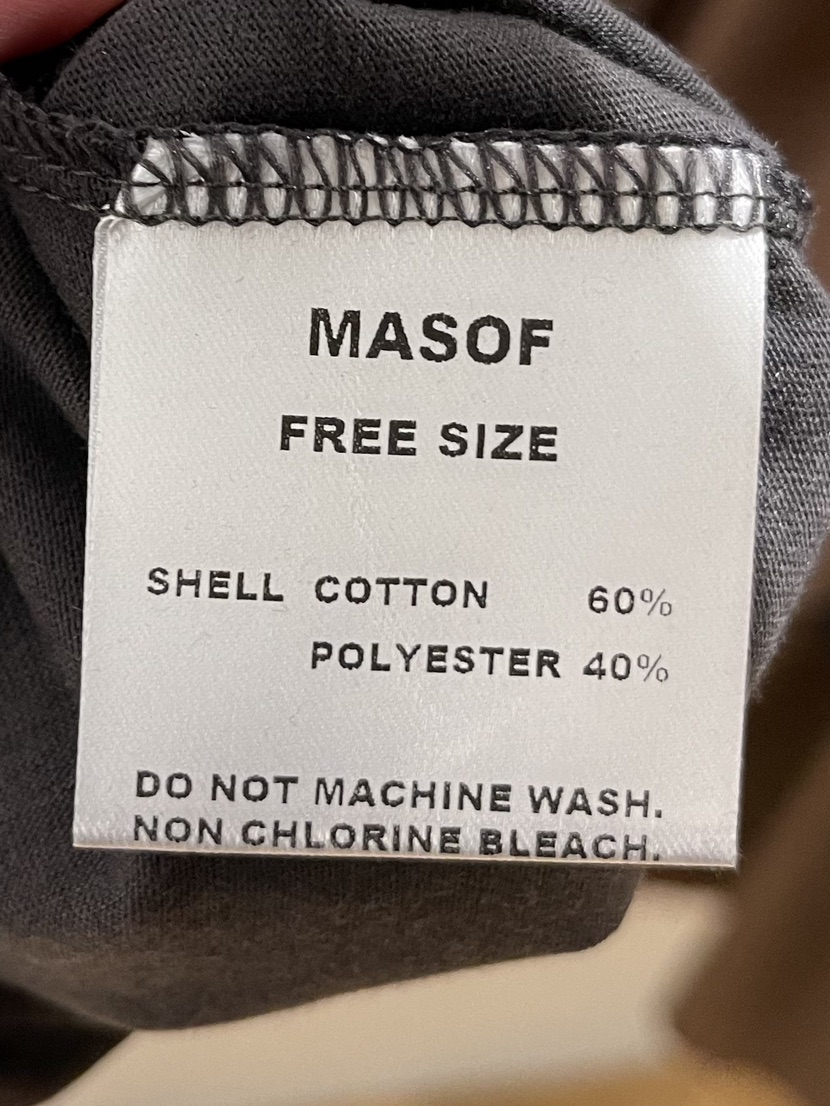 MASOF
FREE SIZE
SHELL COTTON 60%
POLYESTER 40%
DO NOT MACHINE WASH.
NON CHLORINE BLEACH.